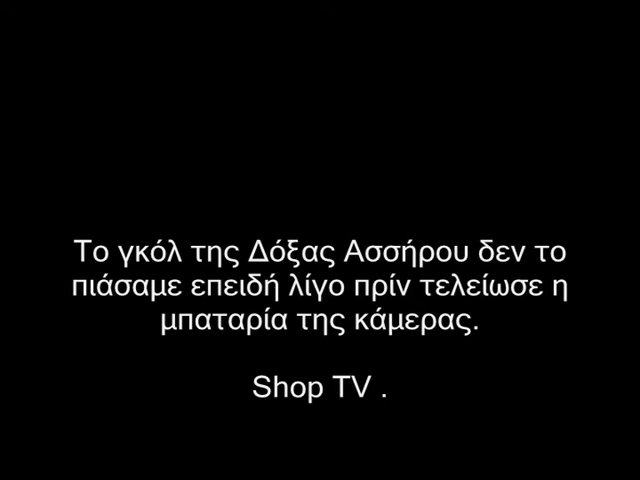 Το γκόλ της Δόξας Ασσήρου δεν το
πιάσαμε επειδή λίγο πρίν τελείωσε η
μπαταρία της κάμερας.
Shop TV .